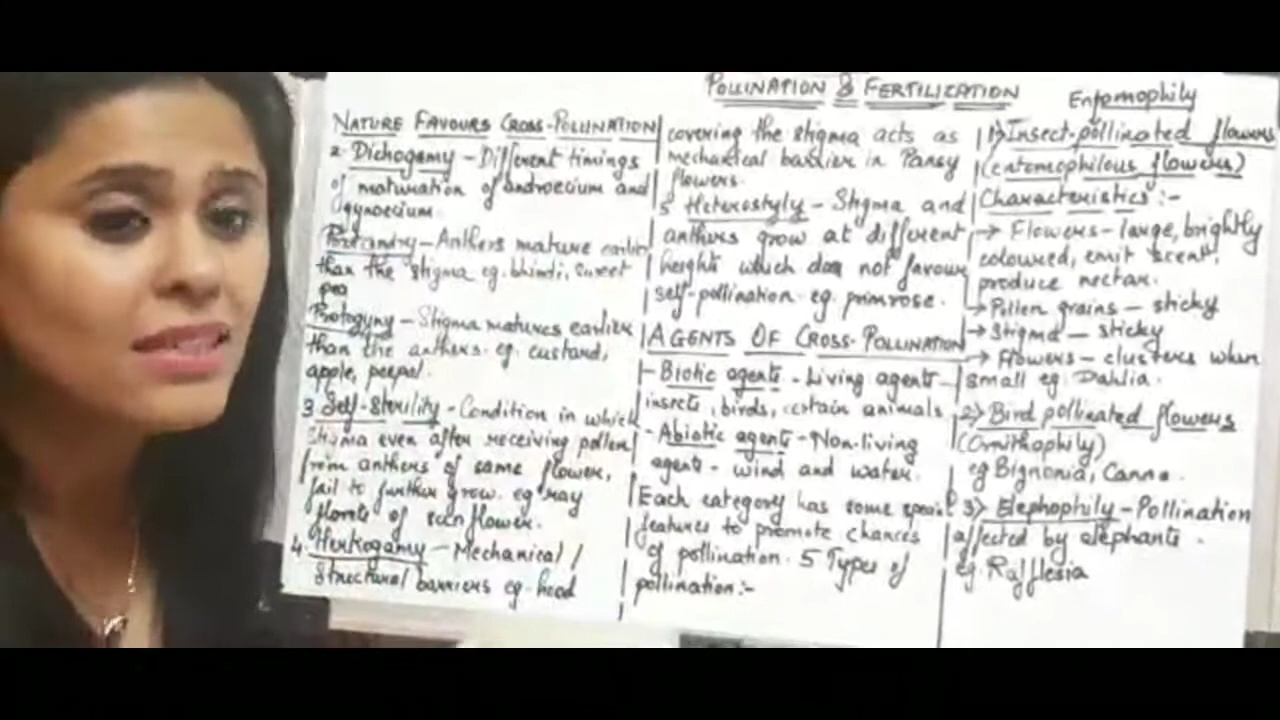 POLLINATION & FERTILIZATION
NATURE FAVOURS CROSS-POLLINATION
2. Dichogamy - Different timings
of maturation of androecium and
gynoecium.
Protandry - Anthers mature earlier
than the stigma eg. bhindi, sweet
pea
Protogyny - Stigma matures earlier
than the anthers. eg. custard,
apple, peepal.
3 Self-Sterility - Condition in which
stigma even after receiving pollen
from anthers of same flower,
fail to further grow. eg ray
florets of sunflower.
4. Herkogamy - Mechanical /
Structural barriers eg. hood
covering the stigma acts as
mechanical barrier in Pansy
flowers.
5 Heterostyly - Stigma and
anthers grow at different
heights which does not favour
self-pollination eg. primrose.
AGENTS OF CROSS-POLLINATION
- Biotic agents - Living agents -
insects, birds, certain animals
- Abiotic agents - Non-living
agent - wind and water.
Each category has some special
features to promote chances
of pollination. 5 Types of
pollination:-
Entomophily
1) Insect-pollinated flowers
(entomophilous flowers)
Characteristics:-
→ Flowers - large, brightly
coloured, emit scent,
produce nectar.
→ Pollen grains - sticky
→ Stigma - sticky
→ Flowers - clusters when
small eg. Dahlia.
2) Bird pollinated flowers
(Ornithophily)
eg Bignonia, Canna.
3) Elephophily - Pollination
affected by elephants.
eg. Rafflesia